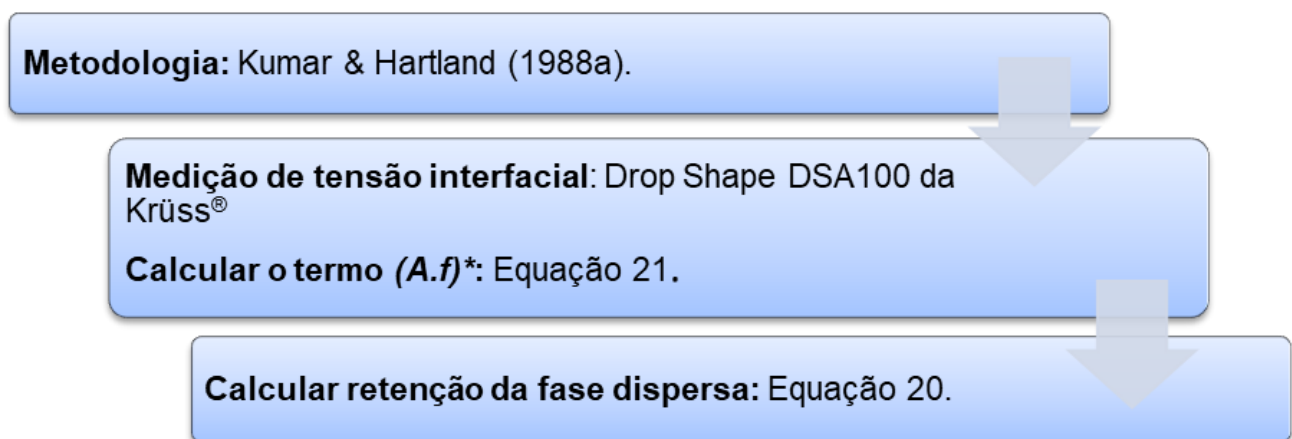 Metodologia: Kumar & Hartland (1988a).
Medição de tensão interfacial: Drop Shape DSA100 da
Krüss®
Calcular o termo (A.f)*: Equação 21.
Calcular retenção da fase dispersa: Equação 20.